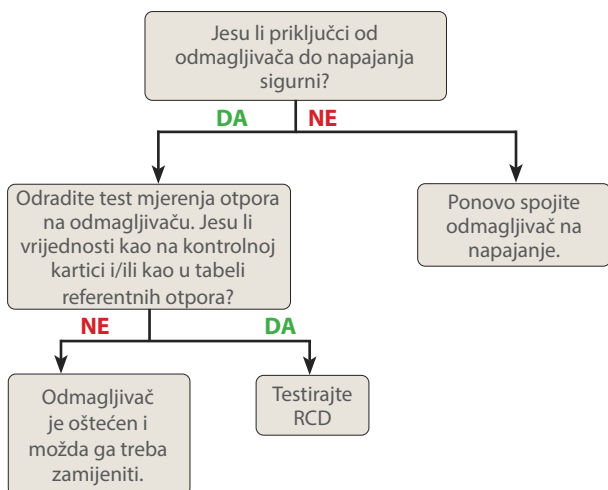 Jesu li priključci od
odmagljivača do napajanja
sigurni?
DA
NE
Odradite test mjerenja otpora
na odmagljivaču. Jesu li
vrijednosti kao na kontrolnoj
kartici i/ili kao u tabeli
referentnih otpora?
Ponovo spojite
odmagljivač na
napajanje.
NE
DA
Odmagljivač
je oštećen i
možda ga treba
zamijeniti.
Testirajte
RCD